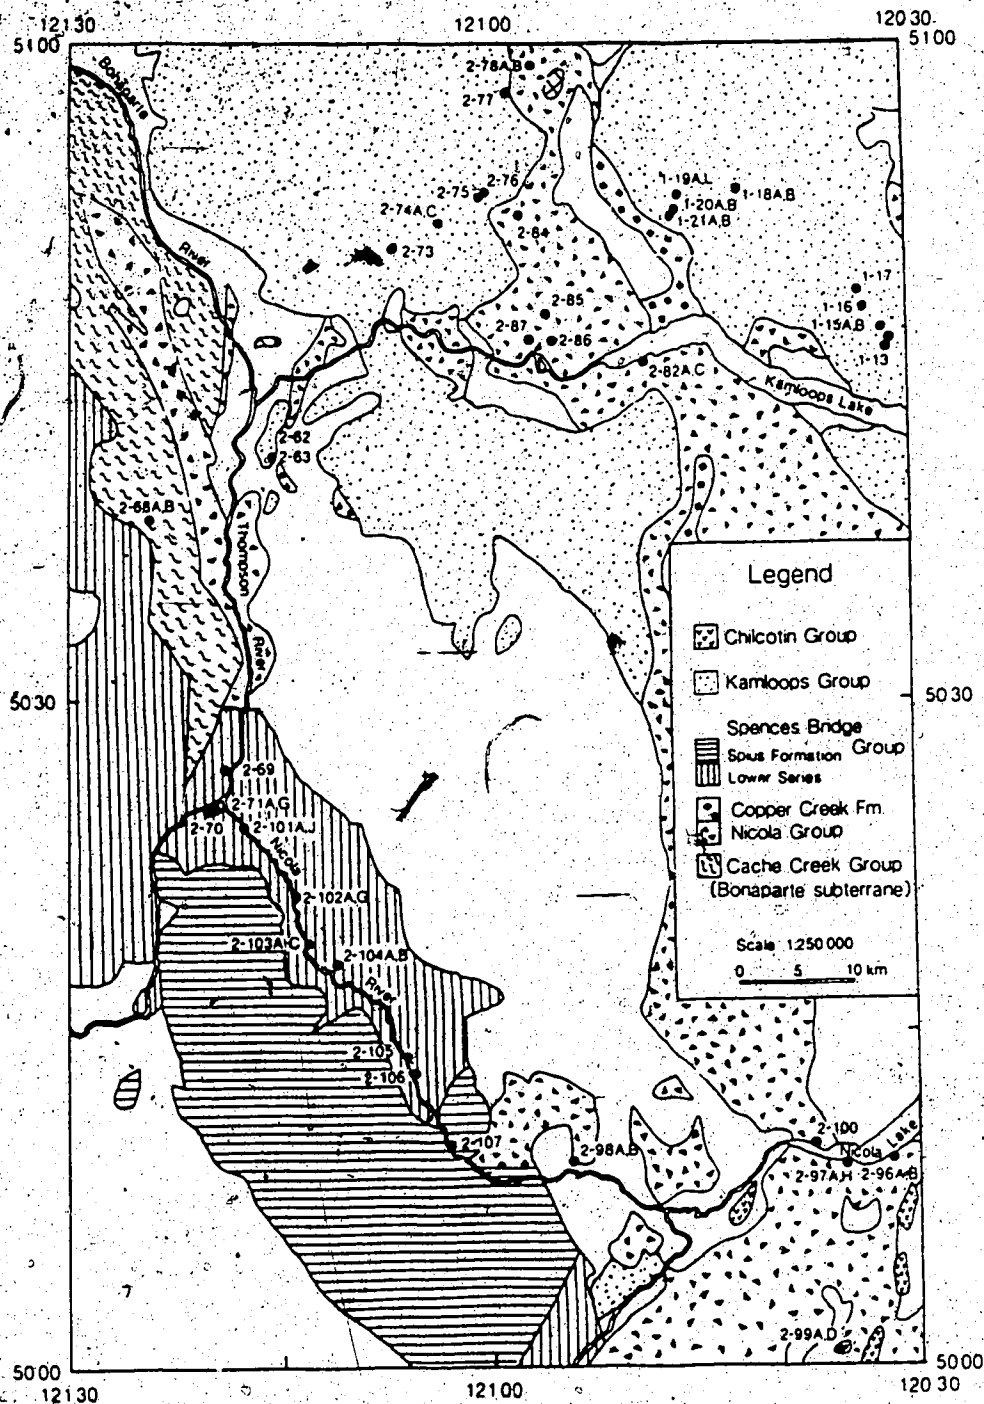 121 30
121 00
120 30
51 00
51 00
Bonaparte
River
2-78A,B
2-77
2-76
2-75
2-74A,C
2-73
2-84
1-19A,L
1-18A,B
1-20A,B
1-21A,B
2-85
2-87
2-86
2-82A,C
1-17
1-16
1-15A,B
1-13
Kamloops Lake
2-62
2-63
2-68A,B
Thompson
River
50 30
50 30
Legend
Chilcotin Group
Kamloops Group
Spences Bridge
Group
Spius Formation
Lower Series
Copper Creek Fm.
Nicola Group
Cache Creek Group
(Bonaparte subterrane)
Scale 1:250 000
0 5 10 km
2-69
2-71A,G
2-70
2-101A,J
Nicola
2-102A,G
2-103A-C
2-104A,B
River
2-105
2-106
2-107
2-98A,B
2-100
Nicola Lake
2-97A,H
2-96A,B
2-99A,D
50 00
50 00
121 30
121 00
120 30